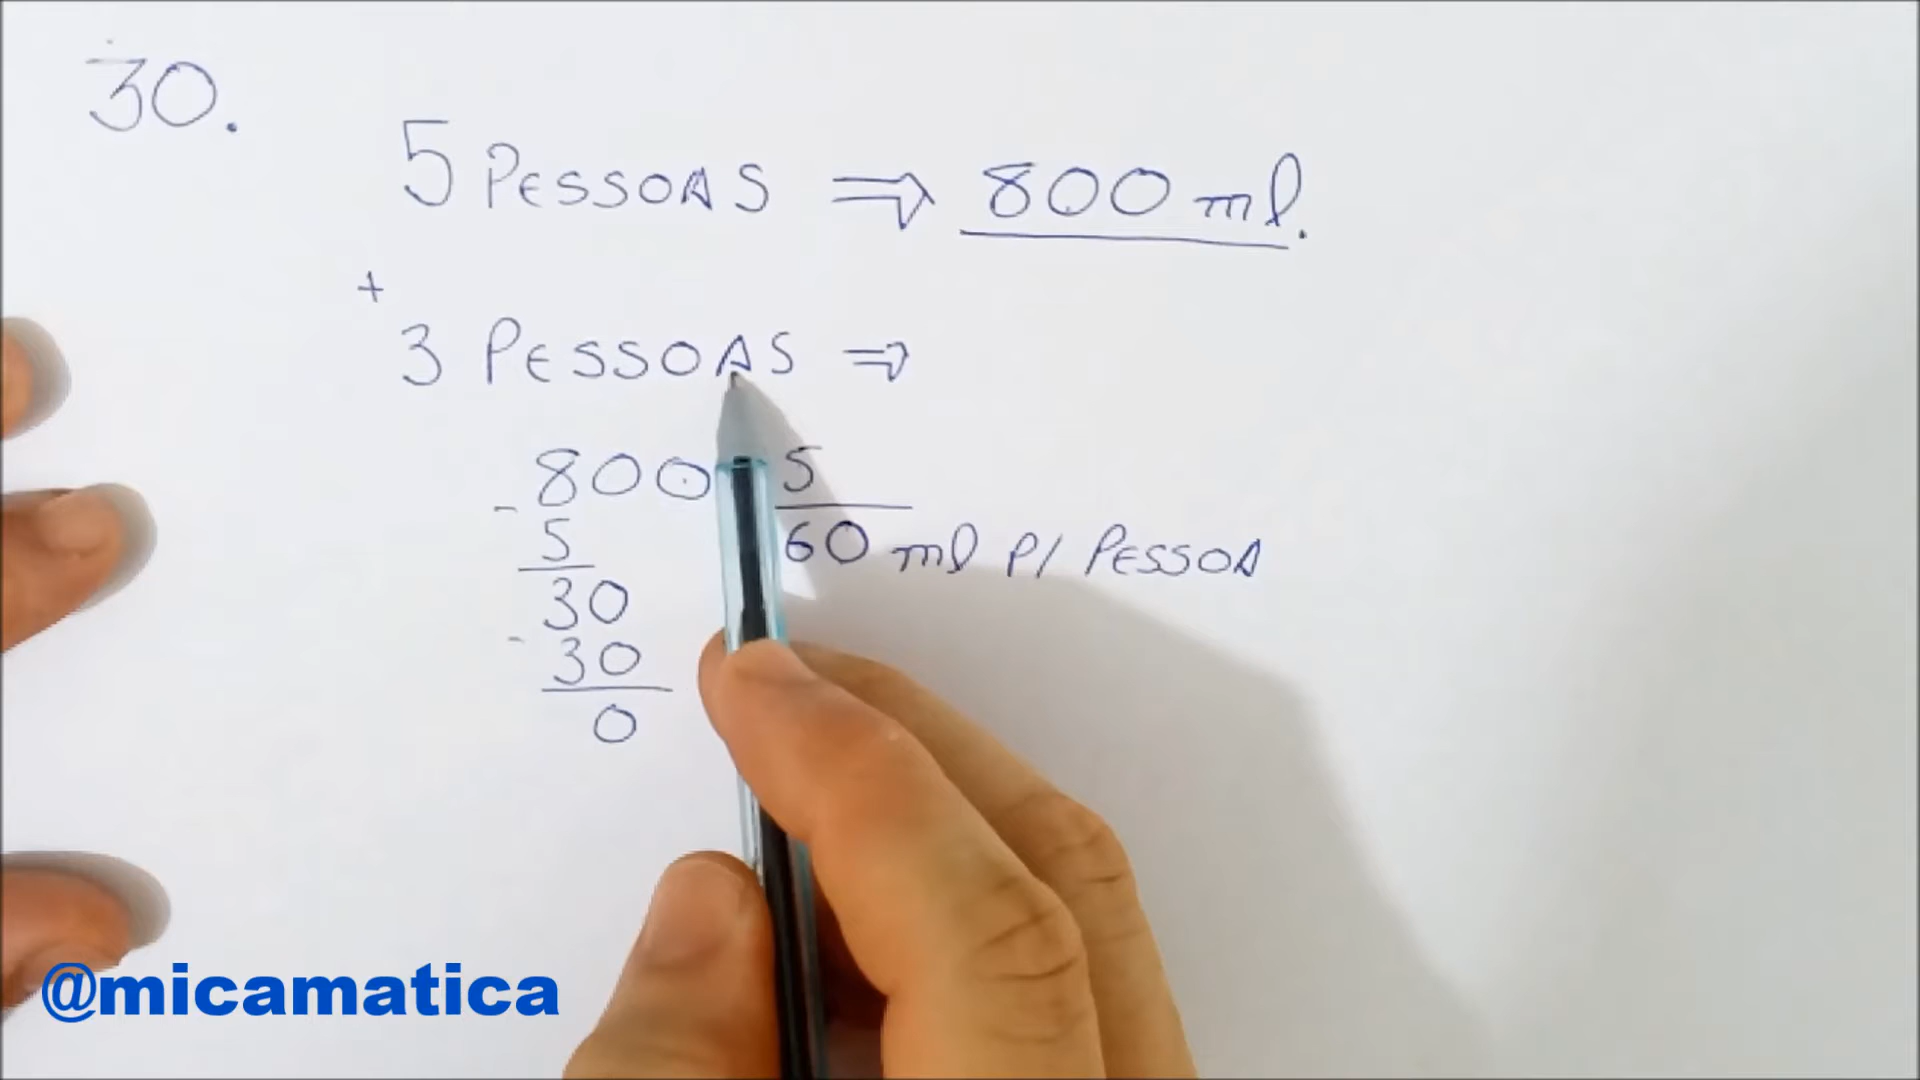 30.
5 PESSOAS ⇒ 800 ml.
+
3 PESSOAS ⇒
800 5
- 5 60 ml P/ PESSOA
30
- 30
0
@micamatica